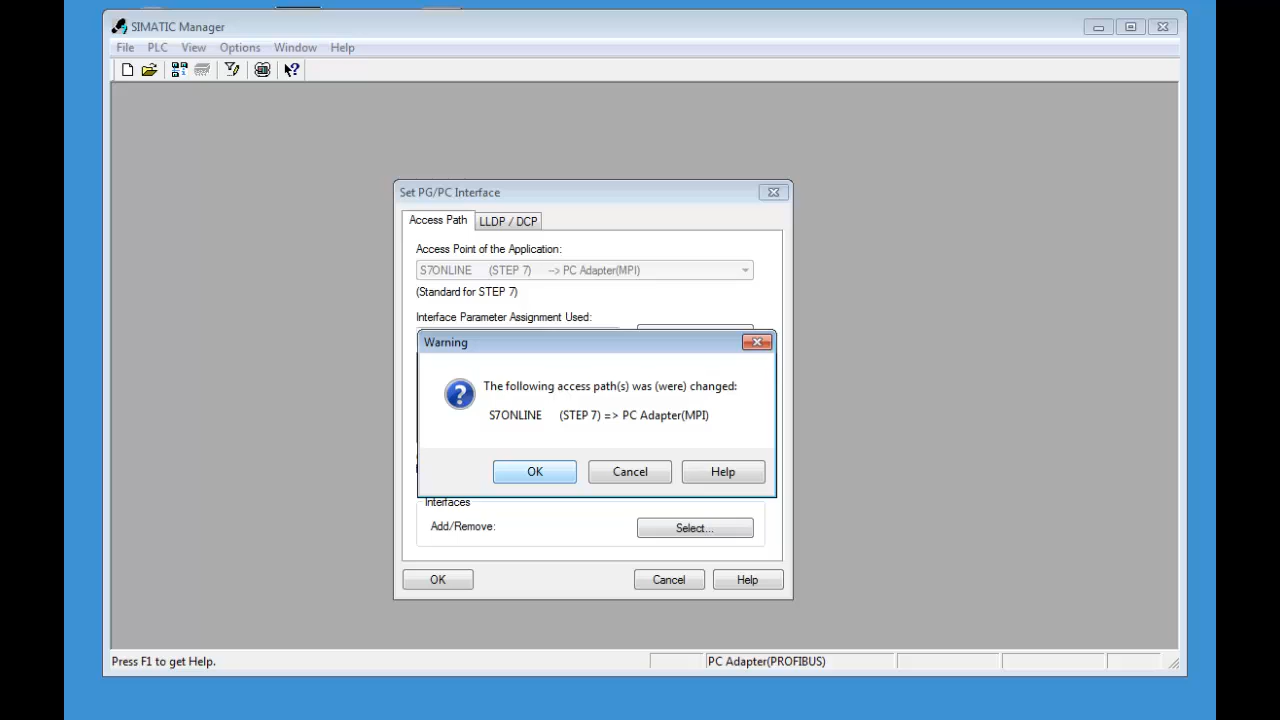 SIMATIC Manager
File PLC View Options Window Help
Set PG/PC Interface
Access Path LLDP / DCP
Access Point of the Application:
S7ONLINE (STEP 7) --> PC Adapter(MPI)
(Standard for STEP 7)
Interface Parameter Assignment Used:
Warning
The following access path(s) was (were) changed:
S7ONLINE (STEP 7) => PC Adapter(MPI)
OK Cancel Help
Interfaces
Add/Remove: Select...
OK Cancel Help
Press F1 to get Help. PC Adapter(PROFIBUS)